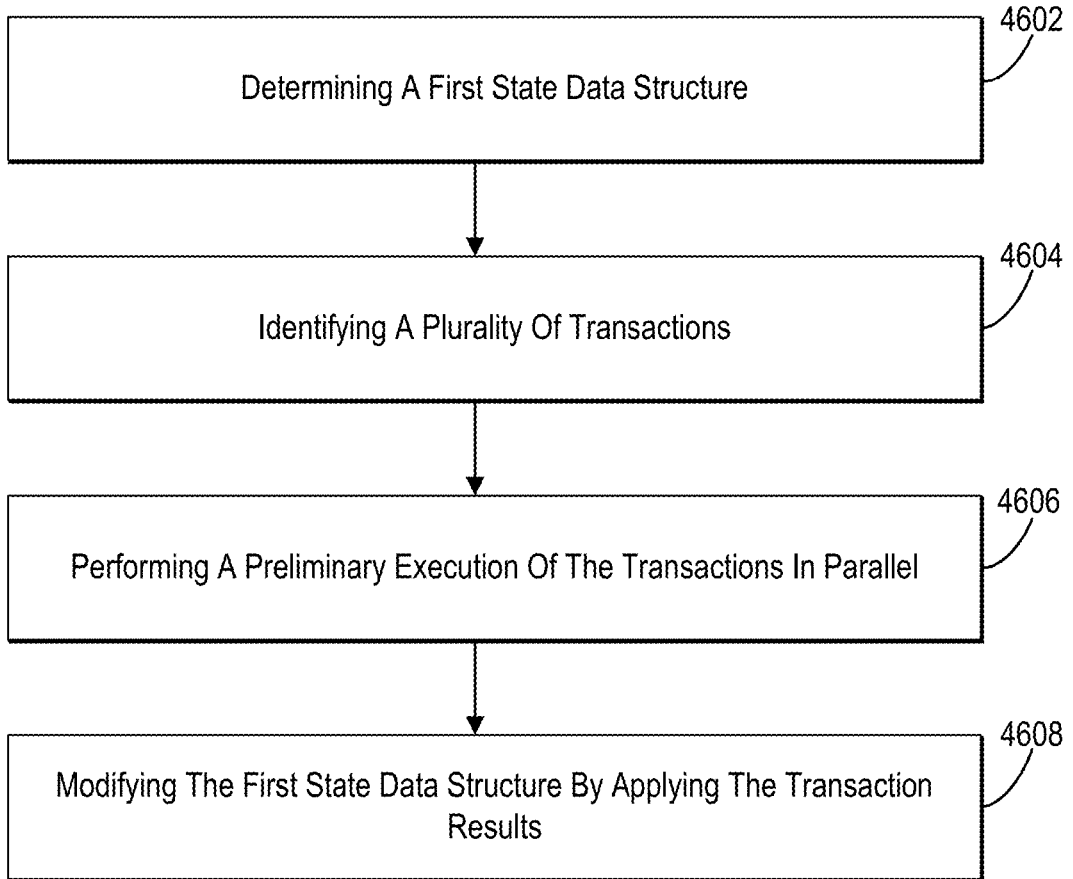 4602
Determining A First State Data Structure
4604
Identifying A Plurality Of Transactions
4606
Performing A Preliminary Execution Of The Transactions In Parallel
4608
Modifying The First State Data Structure By Applying The Transaction
Results